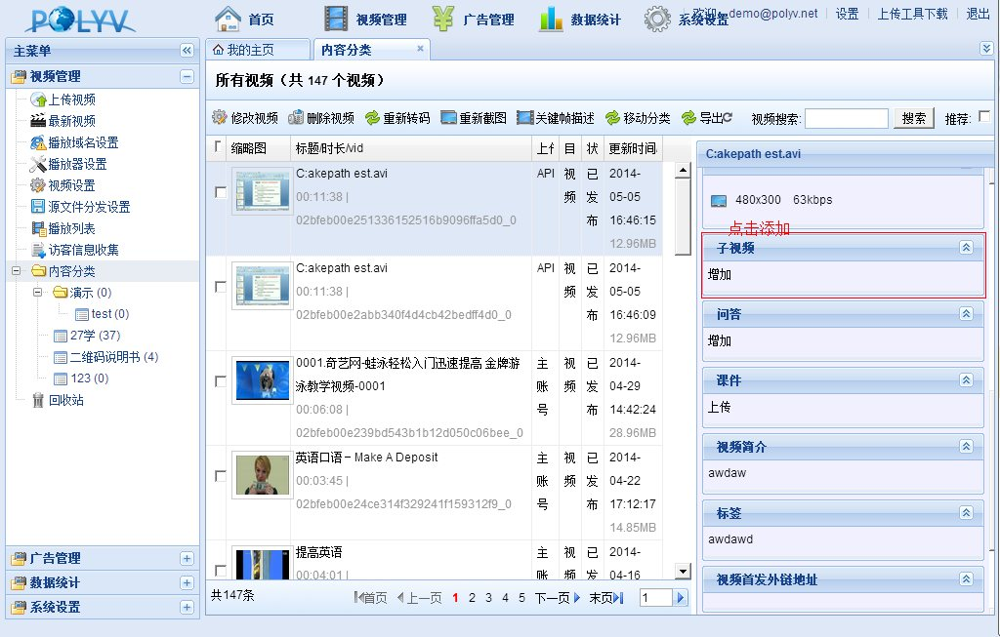 POLYV
首页
视频管理
广告管理
数据统计
系统设置
demo@polyv.net
设置
上传工具下载
退出
主菜单
视频管理
上传视频
最新视频
播放域名设置
播放器设置
视频设置
源文件分发设置
播放列表
访客信息收集
内容分类
演示 (0)
test (0)
27学 (37)
二维码说明书 (4)
123 (0)
回收站
广告管理
数据统计
系统设置
我的主页
内容分类
所有视频（共 147 个视频）
修改视频 删除视频 重新转码 重新截图 关键帧描述 移动分类 导出 视频搜索: 搜索 推荐:
缩略图 标题/时长/vid 上传 目 状 更新时间
C:akepath est.avi API 视 已 2014-
00:11:38 | 频 发 05-05
02bfeb00e251336152516b9096ffa5d0_0 布 16:46:15
12.96MB
C:akepath est.avi API 视 已 2014-
00:11:38 | 频 发 05-05
02bfeb00e2abb340f4d4cb42bedff4d0_0 布 16:46:09
12.96MB
0001.奇艺网-蛙泳轻松入门迅速提高 金牌游 主 视 已 2014-
泳教学视频-0001 账 频 发 04-29
00:06:08 | 号 布 14:42:24
02bfeb00e239bd543b1b12d050c06bee_0 28.96MB
英语口语 – Make A Deposit 主 视 已 2014-
00:03:45 | 账 频 发 04-22
02bfeb00e24ce314f329241f159312f9_0 号 布 17:12:17
14.85MB
提高英语 主 视 已 2014-
00:04:01 | 账 频 发 04-16
共147条 首页 上一页 1 2 3 4 5 下一页 末页 1
C:akepath est.avi
480x300 63kbps
点击添加
子视频
增加
问答
增加
课件
上传
视频简介
awdaw
标签
awdawd
视频首发外链地址